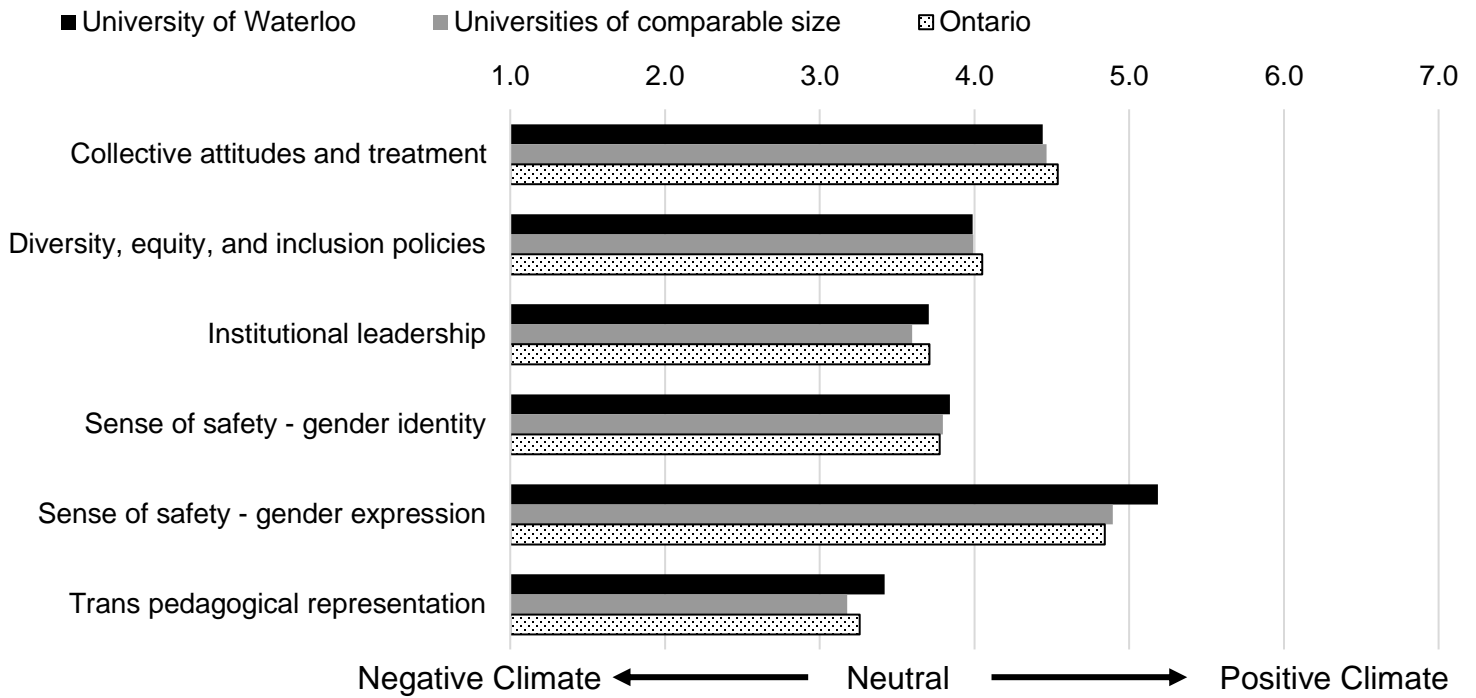 University of Waterloo Universities of comparable size Ontario
1.0 2.0 3.0 4.0 5.0 6.0 7.0
Collective attitudes and treatment
Diversity, equity, and inclusion policies
Institutional leadership
Sense of safety - gender identity
Sense of safety - gender expression
Trans pedagogical representation
Negative Climate Neutral Positive Climate